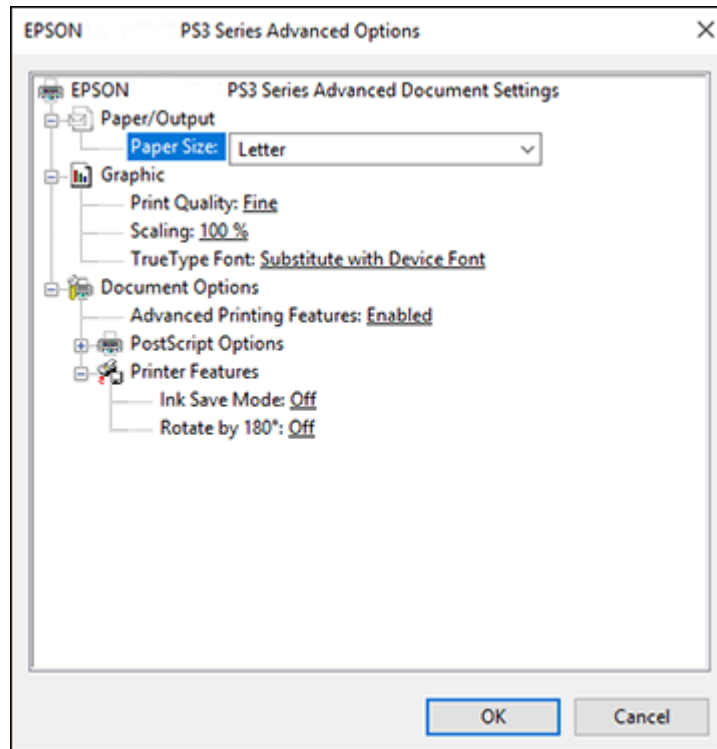 EPSON PS3 Series Advanced Options
EPSON PS3 Series Advanced Document Settings
Paper/Output
Paper Size: Letter
Graphic
Print Quality: Fine
Scaling: 100 %
TrueType Font: Substitute with Device Font
Document Options
Advanced Printing Features: Enabled
PostScript Options
Printer Features
Ink Save Mode: Off
Rotate by 180°: Off
OK Cancel